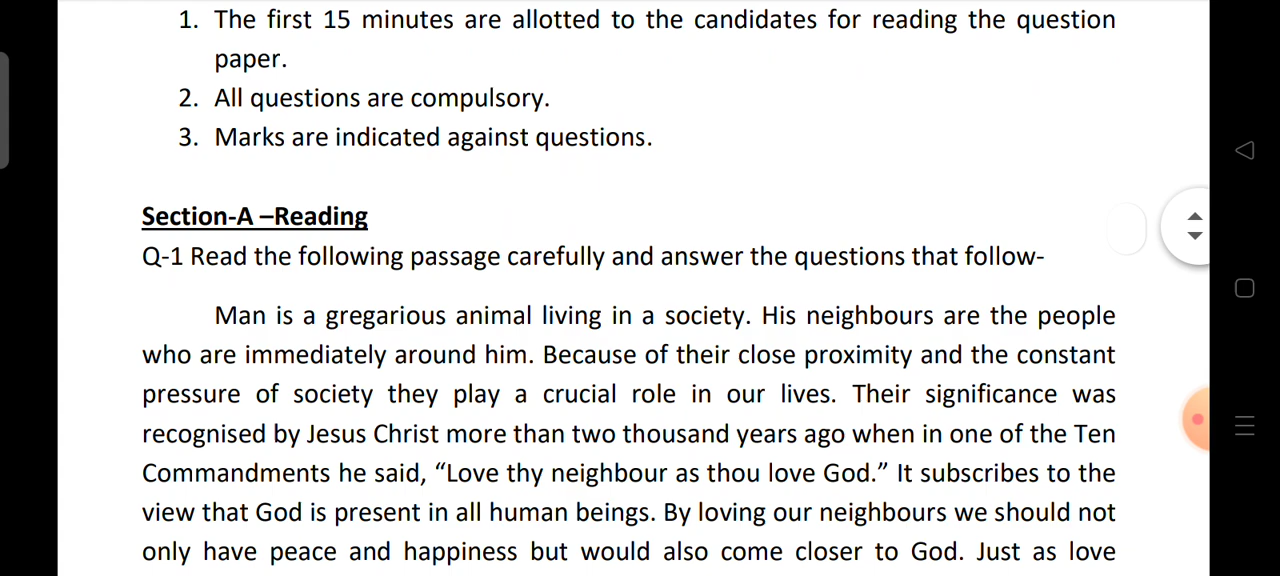 1. The first 15 minutes are allotted to the candidates for reading the question
paper.
2. All questions are compulsory.
3. Marks are indicated against questions.
Section-A –Reading
Q-1 Read the following passage carefully and answer the questions that follow-
Man is a gregarious animal living in a society. His neighbours are the people
who are immediately around him. Because of their close proximity and the constant
pressure of society they play a crucial role in our lives. Their significance was
recognised by Jesus Christ more than two thousand years ago when in one of the Ten
Commandments he said, “Love thy neighbour as thou love God.” It subscribes to the
view that God is present in all human beings. By loving our neighbours we should not
only have peace and happiness but would also come closer to God. Just as love